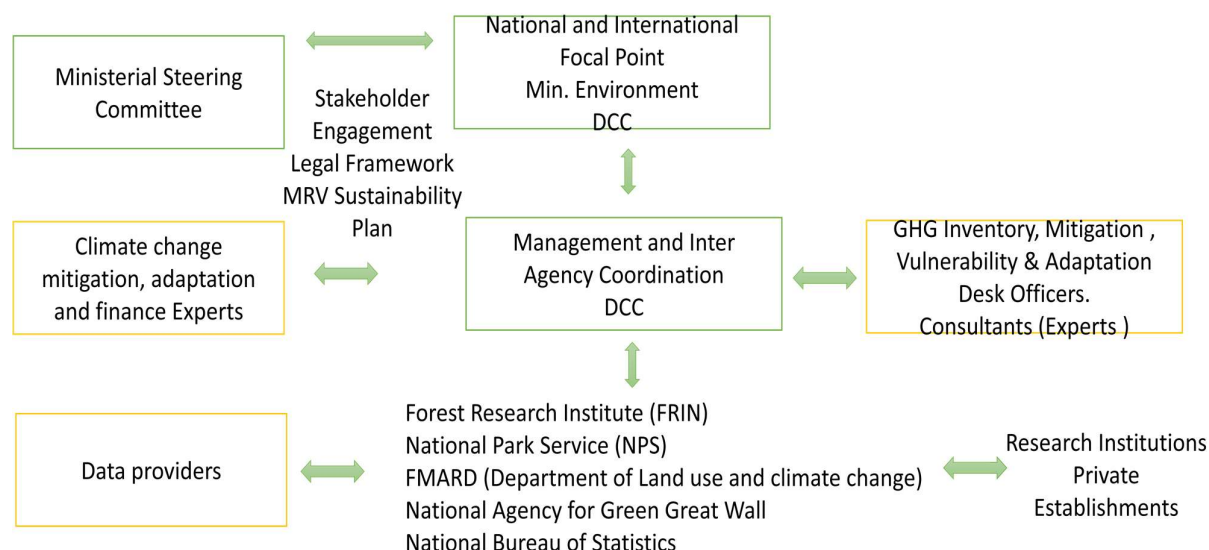 National and International
Focal Point
Min. Environment
DCC
Ministerial Steering
Committee
Stakeholder
Engagement
Legal Framework
MRV Sustainability
Plan
Climate change
mitigation, adaptation
and finance Experts
Management and Inter
Agency Coordination
DCC
GHG Inventory, Mitigation ,
Vulnerability & Adaptation
Desk Officers.
Consultants (Experts )
Data providers
Forest Research Institute (FRIN)
National Park Service (NPS)
FMARD (Department of Land use and climate change)
National Agency for Green Great Wall
National Bureau of Statistics
Research Institutions
Private
Establishments